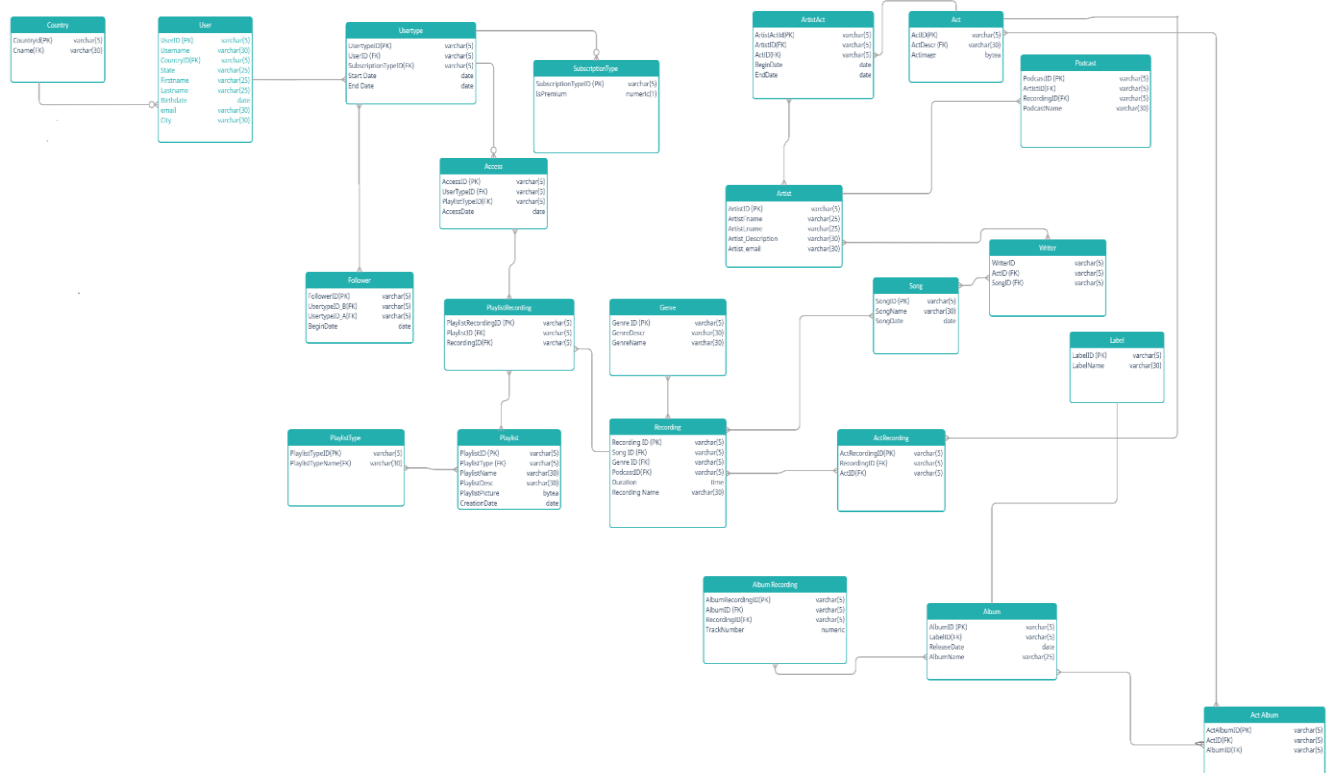 Country
CountryId(PK) varchar(5)
Cname(FK) varchar(30)
User
UserID (PK) varchar(5)
Username varchar(30)
CountryID(FK) varchar(5)
State varchar(25)
Firstname varchar(25)
Lastname varchar(25)
Birthdate date
email varchar(30)
City varchar(30)
Usertype
UsertypeID(PK) varchar(5)
UserID (FK) varchar(5)
SubscriptionTypeID(FK) varchar(5)
Start Date date
End Date date
SubscriptionType
SubscriptionTypeID (PK) varchar(5)
IsPremium numeric(1)
ArtistAct
ArtistActId(PK) varchar(5)
ArtistID(FK) varchar(5)
ActID(FK) varchar(5)
BeginDate date
EndDate date
Act
ActID(PK) varchar(5)
ActDescr (FK) varchar(30)
ActImage bytea
Podcast
PodcastID (PK) varchar(5)
ArtistID(FK) varchar(5)
RecordingID(FK) varchar(5)
PodcastName varchar(30)
Access
AccessID (PK) varchar(5)
UserTypeID (FK) varchar(5)
PlaylistTypeID(FK) varchar(5)
AccessDate date
Artist
ArtistID (PK) varchar(5)
ArtistFname varchar(25)
ArtistLname varchar(25)
Artist_Description varchar(30)
Artist_email varchar(30)
Writer
WriterID varchar(5)
ActID (FK) varchar(5)
SongID (FK) varchar(5)
Follower
FollowerID(PK) varchar(5)
UsertypeID_B(FK) varchar(5)
UsertypeID_A(FK) varchar(5)
BeginDate date
PlaylistRecording
PlaylistRecordingID (PK) varchar(5)
PlaylistID (FK) varchar(5)
RecordingID(FK) varchar(5)
Genre
Genre ID (PK) varchar(5)
GenreDescr varchar(30)
GenreName varchar(30)
Song
SongID (PK) varchar(5)
SongName varchar(30)
SongDate date
Label
LabelID (PK) varchar(5)
LabelName varchar(30)
PlaylistType
PlaylistTypeID(PK) varchar(5)
PlaylistTypeName(FK) varchar(30)
Playlist
PlaylistID (PK) varchar(5)
PlaylistType (FK) varchar(5)
PlaylistName varchar(30)
PlaylistDesc varchar(30)
PlaylistPicture bytea
CreationDate date
Recording
Recording ID (PK) varchar(5)
Song ID (FK) varchar(5)
Genre ID (FK) varchar(5)
PodcastID(FK) varchar(5)
Duration time
Recording Name varchar(30)
ActRecording
ActRecordingID(PK) varchar(5)
RecordingID (FK) varchar(5)
ActID(FK) varchar(5)
Album Recording
AlbumRecordingID(PK) varchar(5)
AlbumID (FK) varchar(5)
RecordingID(FK) varchar(5)
TrackNumber numeric
Album
AlbumID (PK) varchar(5)
LabelID(FK) varchar(5)
ReleaseDate date
AlbumName varchar(25)
Act Album
ActAlbumID(PK) varchar(5)
ActID(FK) varchar(5)
AlbumID(FK) varchar(5)